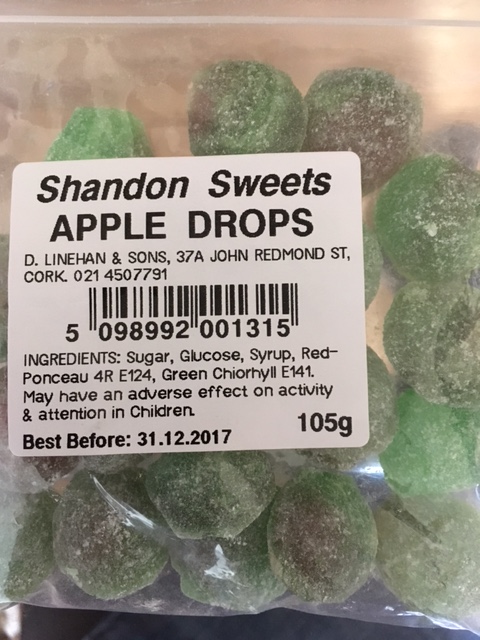 Shandon Sweets
APPLE DROPS
D. LINEHAN & SONS, 37A JOHN REDMOND ST,
CORK. 021 4507791
5 098992 001315
INGREDIENTS: Sugar, Glucose, Syrup, Red-
Ponceau 4R E124, Green Chiorhyll E141.
May have an adverse effect on activity
& attention in Children.
105g
Best Before: 31.12.2017